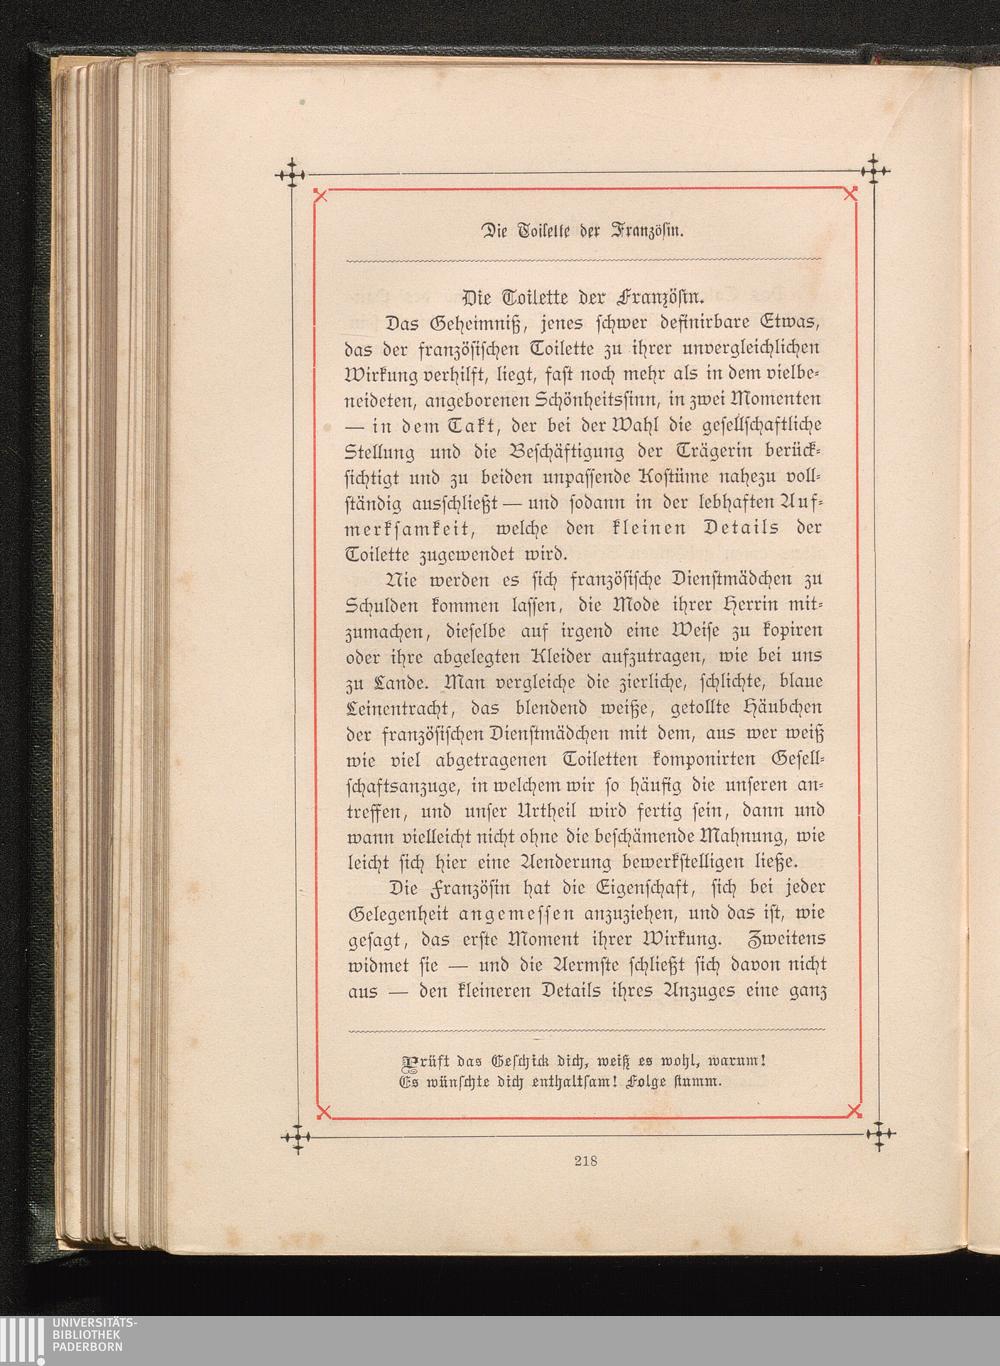 Die Toilette der Französin.
Die Toilette der Französin.
Das Geheimniß, jenes schwer definirbare Etwas,
das der französischen Toilette zu ihrer unvergleichlichen
Wirkung verhilft, liegt, fast noch mehr als in dem vielbe-
neideten, angeborenen Schönheitssinn, in zwei Momenten
— in dem Takt, der bei der Wahl die gesellschaftliche
Stellung und die Beschäftigung der Trägerin berück-
sichtigt und zu beiden unpassende Kostüme nahezu voll-
ständig ausschließt — und sodann in der lebhaften Auf-
merksamkeit, welche den kleinen Details der
Toilette zugewendet wird.
Nie werden es sich französische Dienstmädchen zu
Schulden kommen lassen, die Mode ihrer Herrin mit-
zumachen, dieselbe auf irgend eine Weise zu kopiren
oder ihre abgelegten Kleider aufzutragen, wie bei uns
zu Lande. Man vergleiche die zierliche, schlichte, blaue
Leinentracht, das blendend weiße, getollte Häubchen
der französischen Dienstmädchen mit dem, aus wer weiß
wie viel abgetragenen Toiletten komponirten Gesell-
schaftsanzuge, in welchem wir so häufig die unseren an-
treffen, und unser Urtheil wird fertig sein, dann und
wann vielleicht nicht ohne die beschämende Mahnung, wie
leicht sich hier eine Aenderung bewerkstelligen ließe.
Die Französin hat die Eigenschaft, sich bei jeder
Gelegenheit angemessen anzuziehen, und das ist, wie
gesagt, das erste Moment ihrer Wirkung. Zweitens
widmet sie — und die Aermste schließt sich davon nicht
aus — den kleineren Details ihres Anzuges eine ganz
Prüft das Geschick dich, weiß es wohl, warum!
Es wünschte dich enthaltsam! Folge stumm.
218
UNIVERSITÄTS-
BIBLIOTHEK
PADERBORN